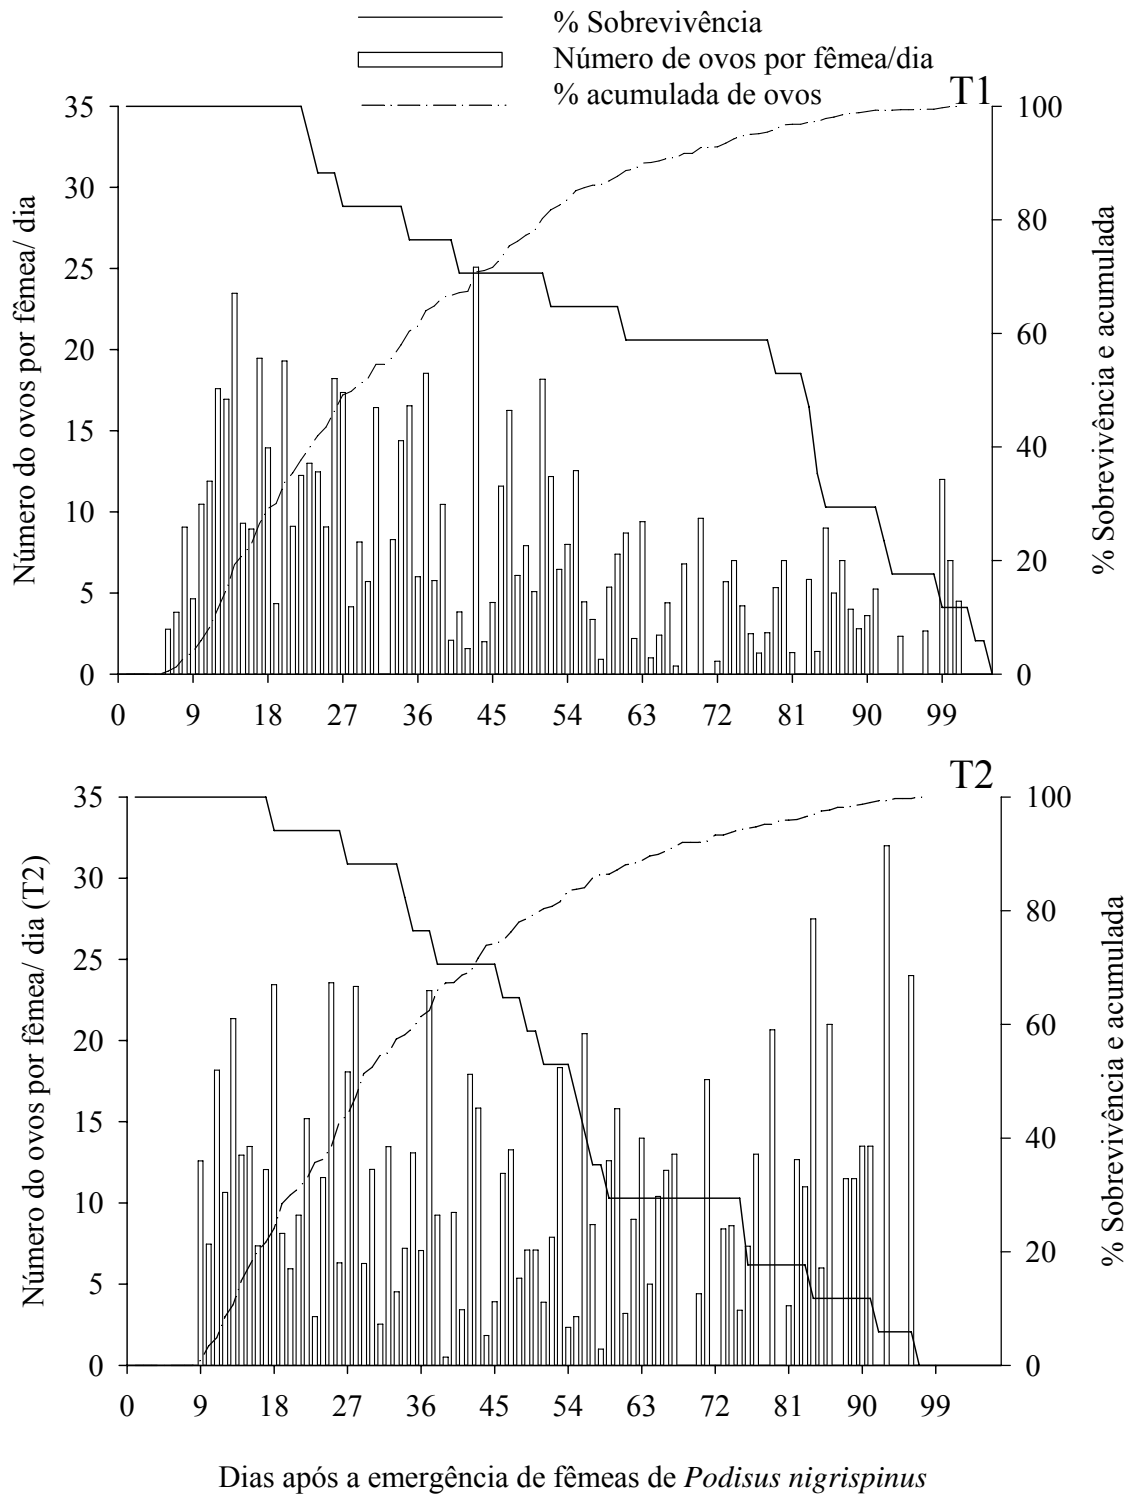 % Sobrevivência
Número de ovos por fêmea/dia
% acumulada de ovos
T1
35
30
25
20
15
10
5
0
Número do ovos por fêmea/ dia
100
80
60
40
20
0
% Sobrevivência e acumulada
0 9 18 27 36 45 54 63 72 81 90 99
T2
35
30
25
20
15
10
5
0
Número do ovos por fêmea/ dia (T2)
100
80
60
40
20
0
% Sobrevivência e acumulada
0 9 18 27 36 45 54 63 72 81 90 99
Dias após a emergência de fêmeas de Podisus nigrispinus